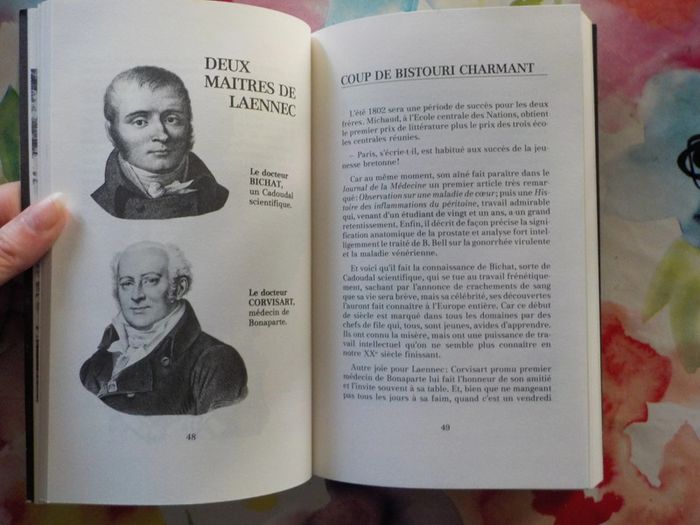 DEUX
MAITRES DE
LAENNEC
Le docteur
BICHAT,
un Cadoudal
scientifique.
Le docteur
CORVISART,
médecin de
Bonaparte.
48
COUP DE BISTOURI CHARMANT
L'été 1802 sera une période de succès pour les deux
frères. Michaud, à l'Ecole centrale des Nations, obtient
le premier prix de littérature plus le prix des trois éco-
les centrales réunies.
– Paris, s'écrie-t-il, est habitué aux succès de la jeu-
nesse bretonne!
Car au même moment, son aîné fait paraître dans le
Journal de la Médecine un premier article très remar-
qué: Observation sur une maladie de cœur; puis une His-
toire des inflammations du péritoine, travail admirable
qui, venant d'un étudiant de vingt et un ans, a un grand
retentissement. Enfin, il décrit de façon précise la signi-
fication anatomique de la prostate et analyse fort intel-
ligemment le traité de B. Bell sur la gonorrhée virulente
et la maladie vénérienne.
Et voici qu'il fait la connaissance de Bichat, sorte de
Cadoudal scientifique, qui se tue au travail frénétique-
ment, sachant par l'annonce de crachements de sang
que sa vie sera brève, mais sa célébrité, ses découvertes
l'auront fait connaître à l'Europe entière. Car ce début
de siècle est marqué dans tous les domaines par des
chefs de file qui, tous, sont jeunes, avides d'apprendre.
Ils ont connu la misère, mais ont une puissance de tra-
vail intellectuel qu'on ne semble plus connaître en
notre XXe siècle finissant.
Autre joie pour Laennec: Corvisart promu premier
médecin de Bonaparte lui fait l'honneur de son amitié
et l'invite souvent à sa table. Et, bien que ne mangeant
pas tous les jours à sa faim, quand c'est un vendredi
49